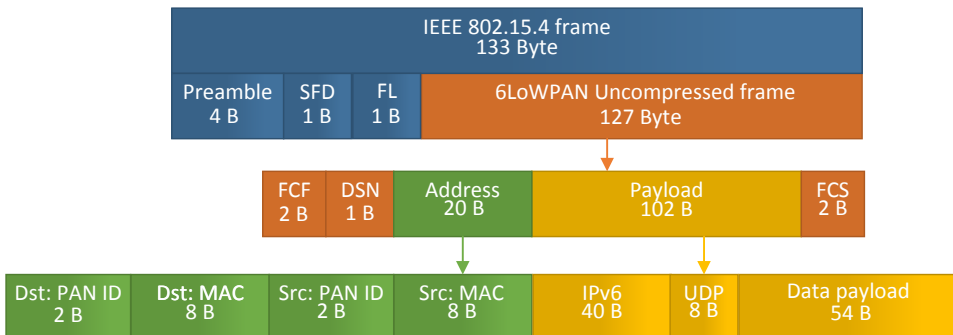 IEEE 802.15.4 frame
133 Byte
Preamble
4 B
SFD
1 B
FL
1 B
6LoWPAN Uncompressed frame
127 Byte
FCF
2 B
DSN
1 B
Address
20 B
Payload
102 B
FCS
2 B
Dst: PAN ID
2 B
Dst: MAC
8 B
Src: PAN ID
2 B
Src: MAC
8 B
IPv6
40 B
UDP
8 B
Data payload
54 B